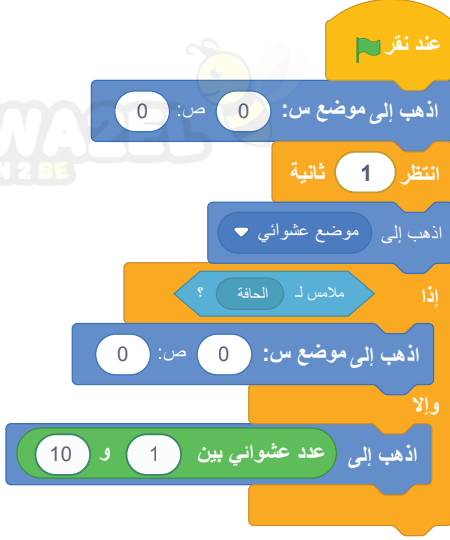 عند نقر
اذهب إلى موضع س: 0 ص: 0
انتظر 1 ثانية
اذهب إلى موضع عشوائي
إذا ملامس لـ الحافة ؟
اذهب إلى موضع س: 0 ص: 0
وإلا
اذهب إلى عدد عشوائي بين 1 و 10